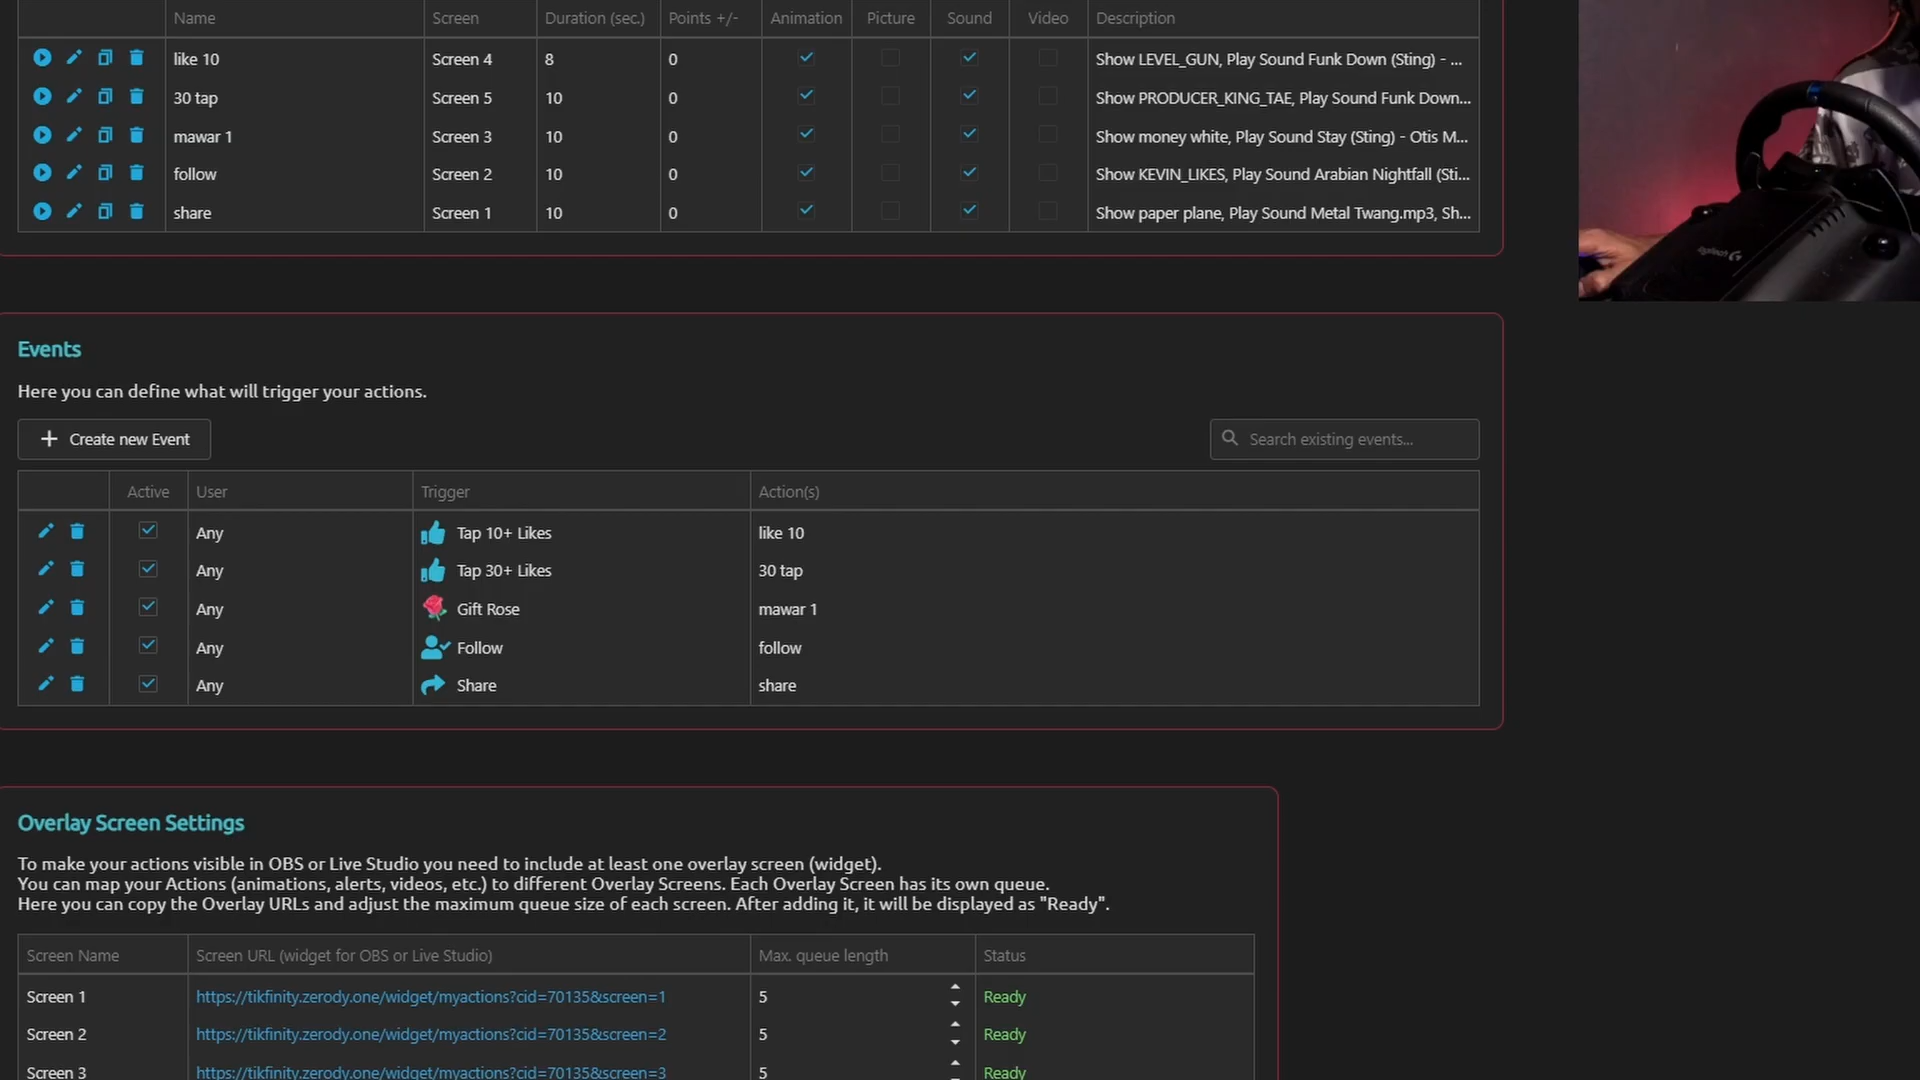 Name Screen Duration (sec.) Points +/- Animation Picture Sound Video Description
like 10 Screen 4 8 0 Show LEVEL_GUN, Play Sound Funk Down (Sting) - ...
30 tap Screen 5 10 0 Show PRODUCER_KING_TAE, Play Sound Funk Down...
mawar 1 Screen 3 10 0 Show money white, Play Sound Stay (Sting) - Otis M...
follow Screen 2 10 0 Show KEVIN_LIKES, Play Sound Arabian Nightfall (Sti...
share Screen 1 10 0 Show paper plane, Play Sound Metal Twang.mp3, Sh...
logitech G
Events
Here you can define what will trigger your actions.
+ Create new Event
Search existing events...
Active User Trigger Action(s)
Any Tap 10+ Likes like 10
Any Tap 30+ Likes 30 tap
Any Gift Rose mawar 1
Any Follow follow
Any Share share
Overlay Screen Settings
To make your actions visible in OBS or Live Studio you need to include at least one overlay screen (widget).
You can map your Actions (animations, alerts, videos, etc.) to different Overlay Screens. Each Overlay Screen has its own queue.
Here you can copy the Overlay URLs and adjust the maximum queue size of each screen. After adding it, it will be displayed as "Ready".
Screen Name Screen URL (widget for OBS or Live Studio) Max. queue length Status
Screen 1 https://tikfinity.zerody.one/widget/myactions?cid=70135&screen=1 5 Ready
Screen 2 https://tikfinity.zerody.one/widget/myactions?cid=70135&screen=2 5 Ready
Screen 3 https://tikfinity.zerody.one/widget/myactions?cid=70135&screen=3 5 Ready